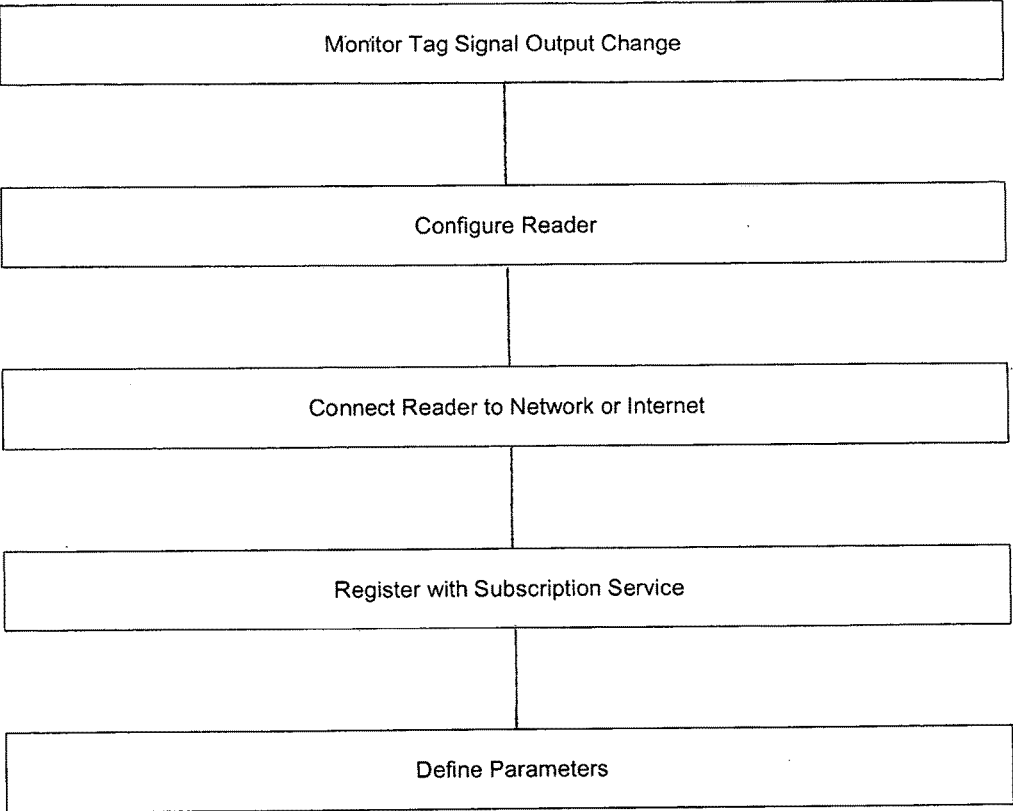 Monitor Tag Signal Output Change
Configure Reader
Connect Reader to Network or Internet
Register with Subscription Service
Define Parameters